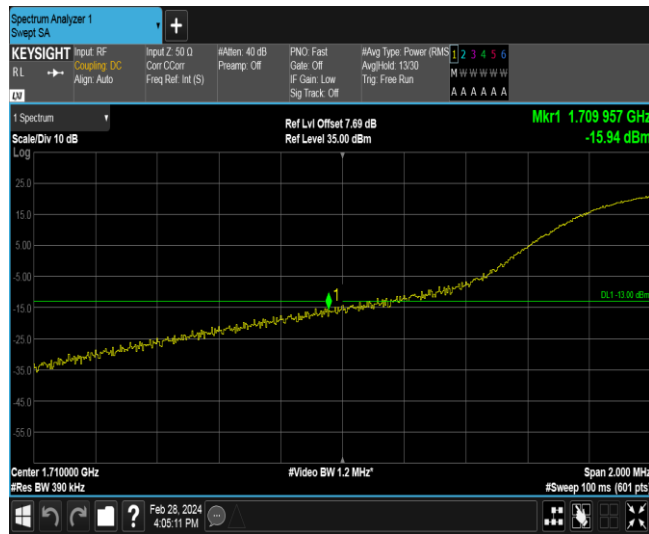 Spectrum Analyzer 1
Swept SA
+
KEYSIGHT
RL
LXI
Input: RF
Coupling: DC
Align: Auto
Input Z: 50 Ω
Corr CCorr
Freq Ref: Int (S)
#Atten: 40 dB
Preamp: Off
PNO: Fast
Gate: Off
IF Gain: Low
Sig Track: Off
#Avg Type: Power (RMS
Avg|Hold: 13/30
Trig: Free Run
1 2 3 4 5 6
M W W W W W
A A A A A A
1 Spectrum
Scale/Div 10 dB
Log
Ref Lvl Offset 7.69 dB
Ref Level 35.00 dBm
Mkr1 1.709 957 GHz
-15.94 dBm
25.0
15.0
5.00
-5.00
-15.0
-25.0
-35.0
-45.0
-55.0
1
DL1 -13.00 dBm
Center 1.710000 GHz
#Res BW 390 kHz
#Video BW 1.2 MHz*
Span 2.000 MHz
#Sweep 100 ms (601 pts
?
Feb 28, 2024
4:05:11 PM